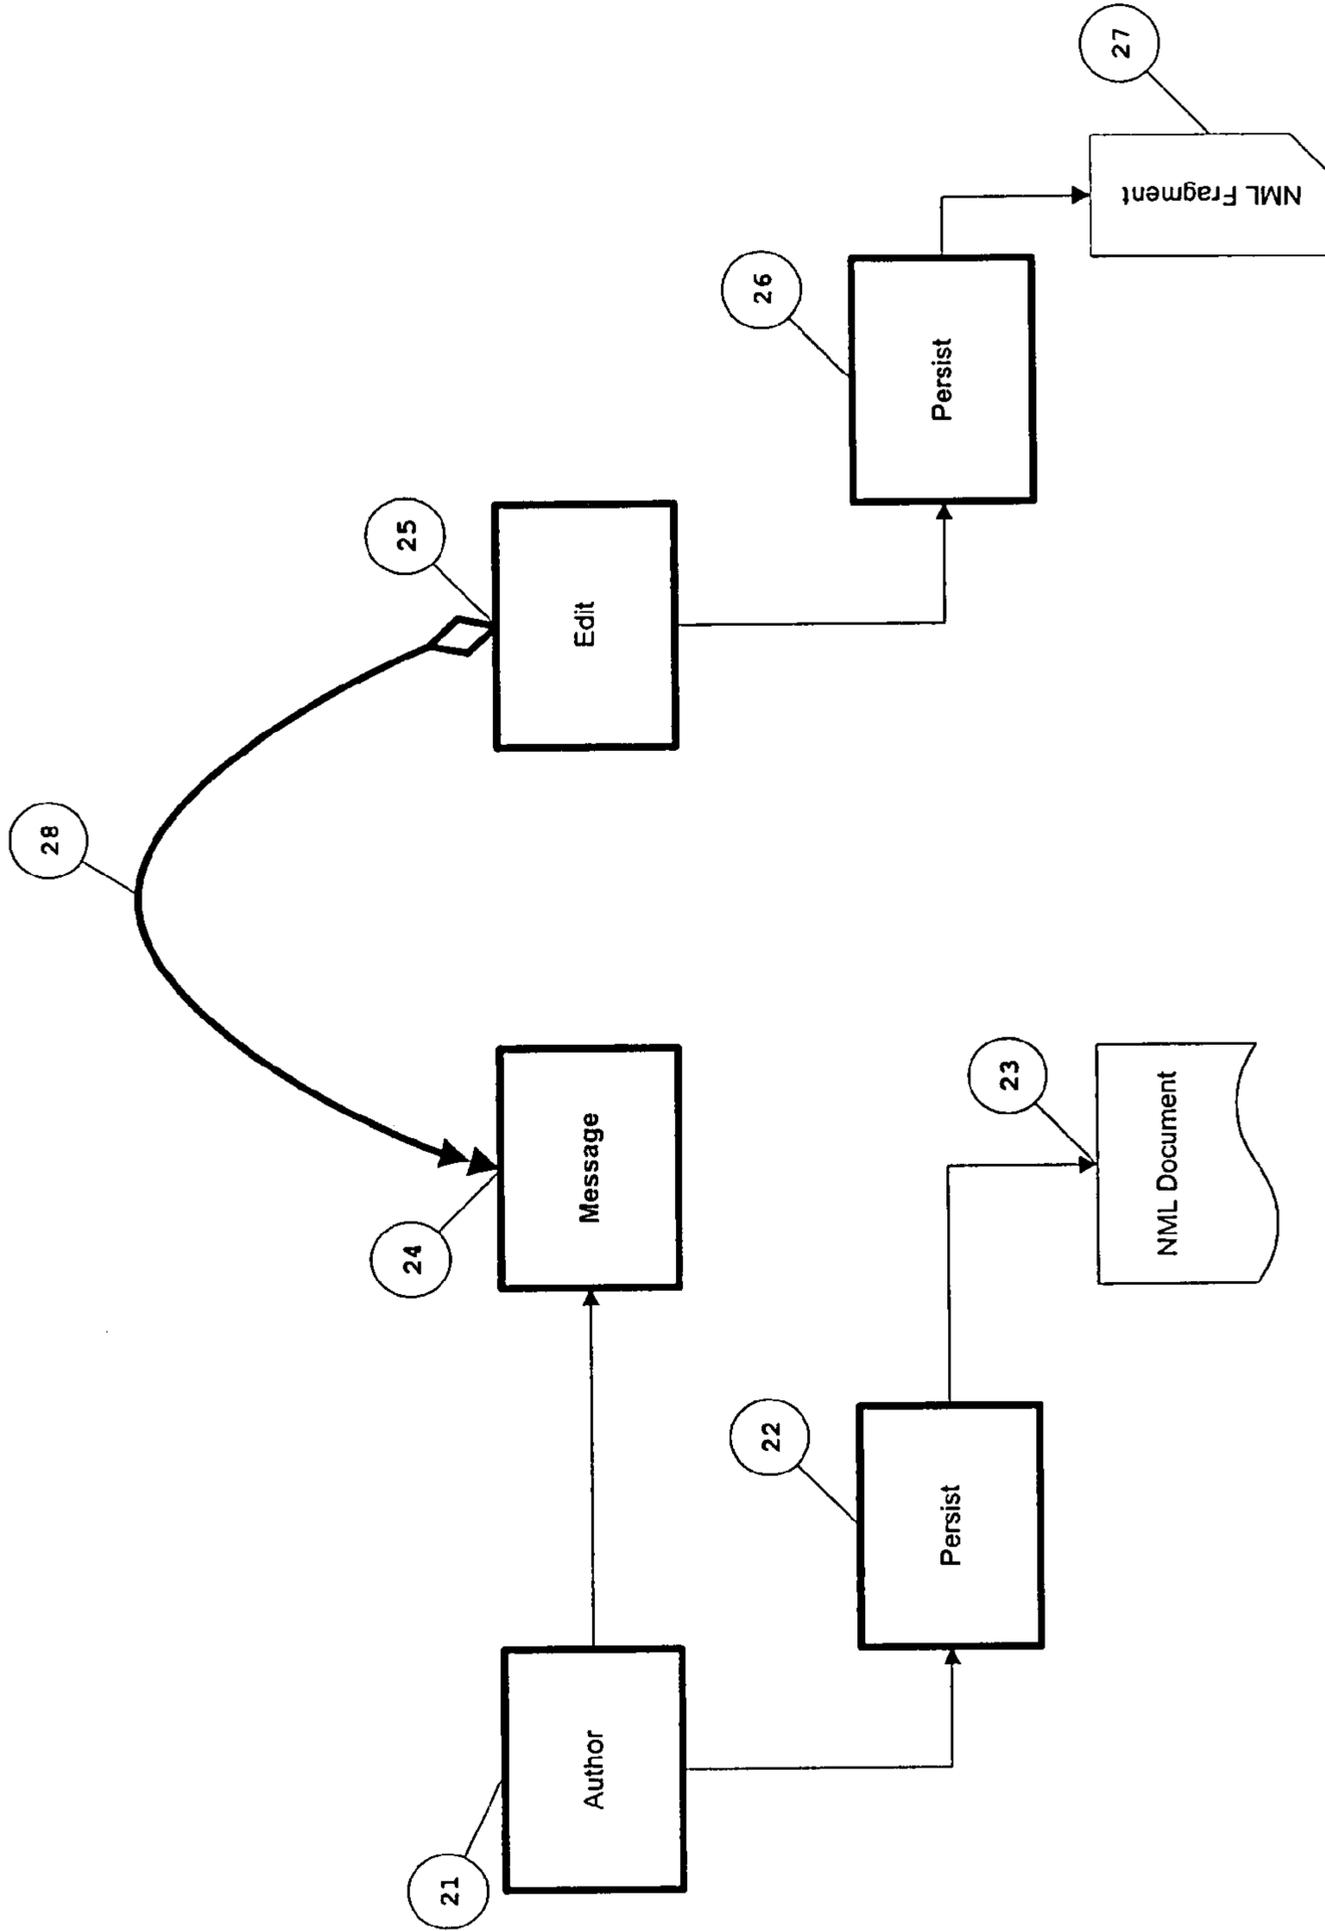 28
24
25
Message
Edit
21
Author
22
26
Persist
Persist
23
27
NML Document
NML Fragment